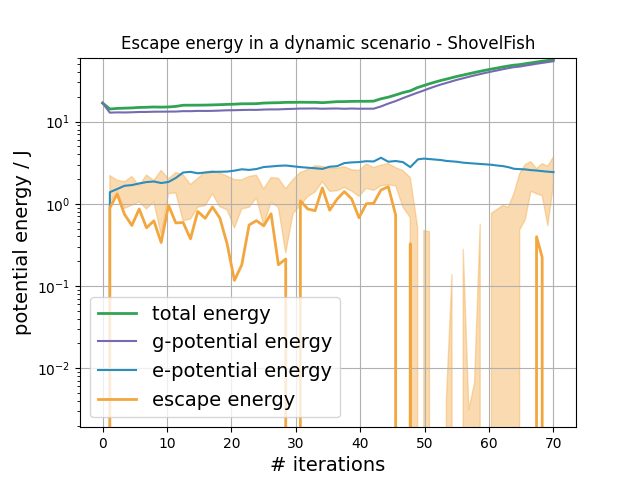 Escape energy in a dynamic scenario - ShovelFish
potential energy / J
10¹
10⁰
10⁻¹
10⁻²
total energy
g-potential energy
e-potential energy
escape energy
0 10 20 30 40 50 60 70
# iterations